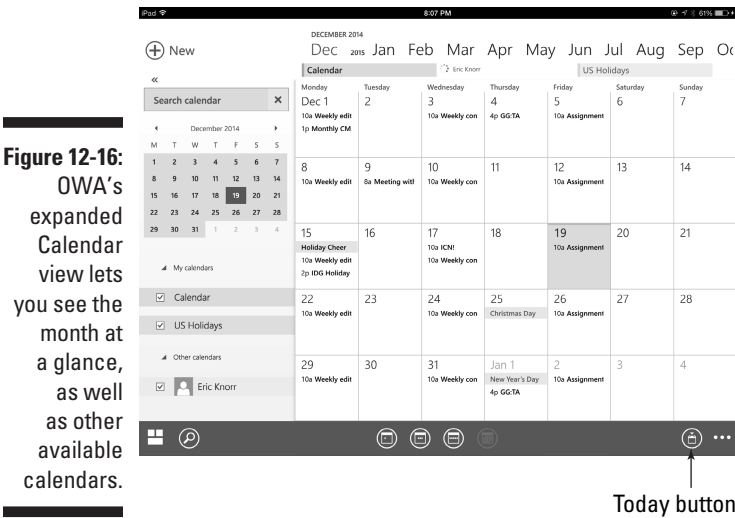 Figure 12-16:
OWA's
expanded
Calendar
view lets
you see the
month at
a glance,
as well
as other
available
calendars.
iPad 8:07 PM 61%
New
«
Search calendar ×
December 2014
M T W T F S S
1 2 3 4 5 6 7
8 9 10 11 12 13 14
15 16 17 18 19 20 21
22 23 24 25 26 27 28
29 30 31 1 2 3 4
My calendars
Calendar
US Holidays
Other calendars
Eric Knorr
DECEMBER 2014
Dec 2015 Jan Feb Mar Apr May Jun Jul Aug Sep Oc
Calendar Eric Knorr US Holidays
Monday Tuesday Wednesday Thursday Friday Saturday Sunday
Dec 1 2 3 4 5 6 7
10a Weekly edit 10a Weekly con 4p GG:TA 10a Assignment
1p Monthly CM
8 9 10 11 12 13 14
10a Weekly edit 8a Meeting with 10a Weekly con 10a Assignment
15 16 17 18 19 20 21
Holiday Cheer 10a ICN! 10a Assignment
10a Weekly edit 10a Weekly con
2p IDG Holiday
22 23 24 25 26 27 28
10a Weekly edit 10a Weekly con Christmas Day 10a Assignment
29 30 31 Jan 1 2 3 4
10a Weekly edit 10a Weekly con New Year's Day 10a Assignment
4p GG:TA
Today button